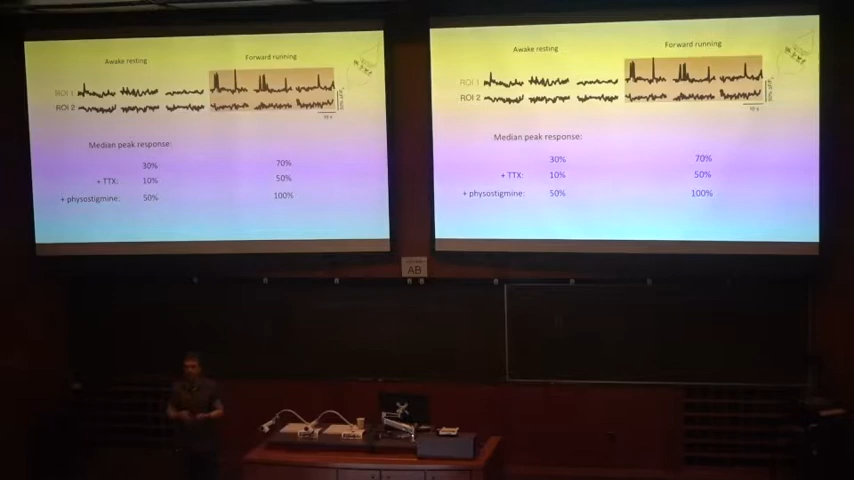 Awake resting Forward running
ROI 1
ROI 2
10 s
Median peak response:
30% 70%
+ TTX: 10% 50%
+ physostigmine: 50% 100%
Awake resting Forward running
ROI 1
ROI 2
10 s
Median peak response:
30% 70%
+ TTX: 10% 50%
+ physostigmine: 50% 100%
AB